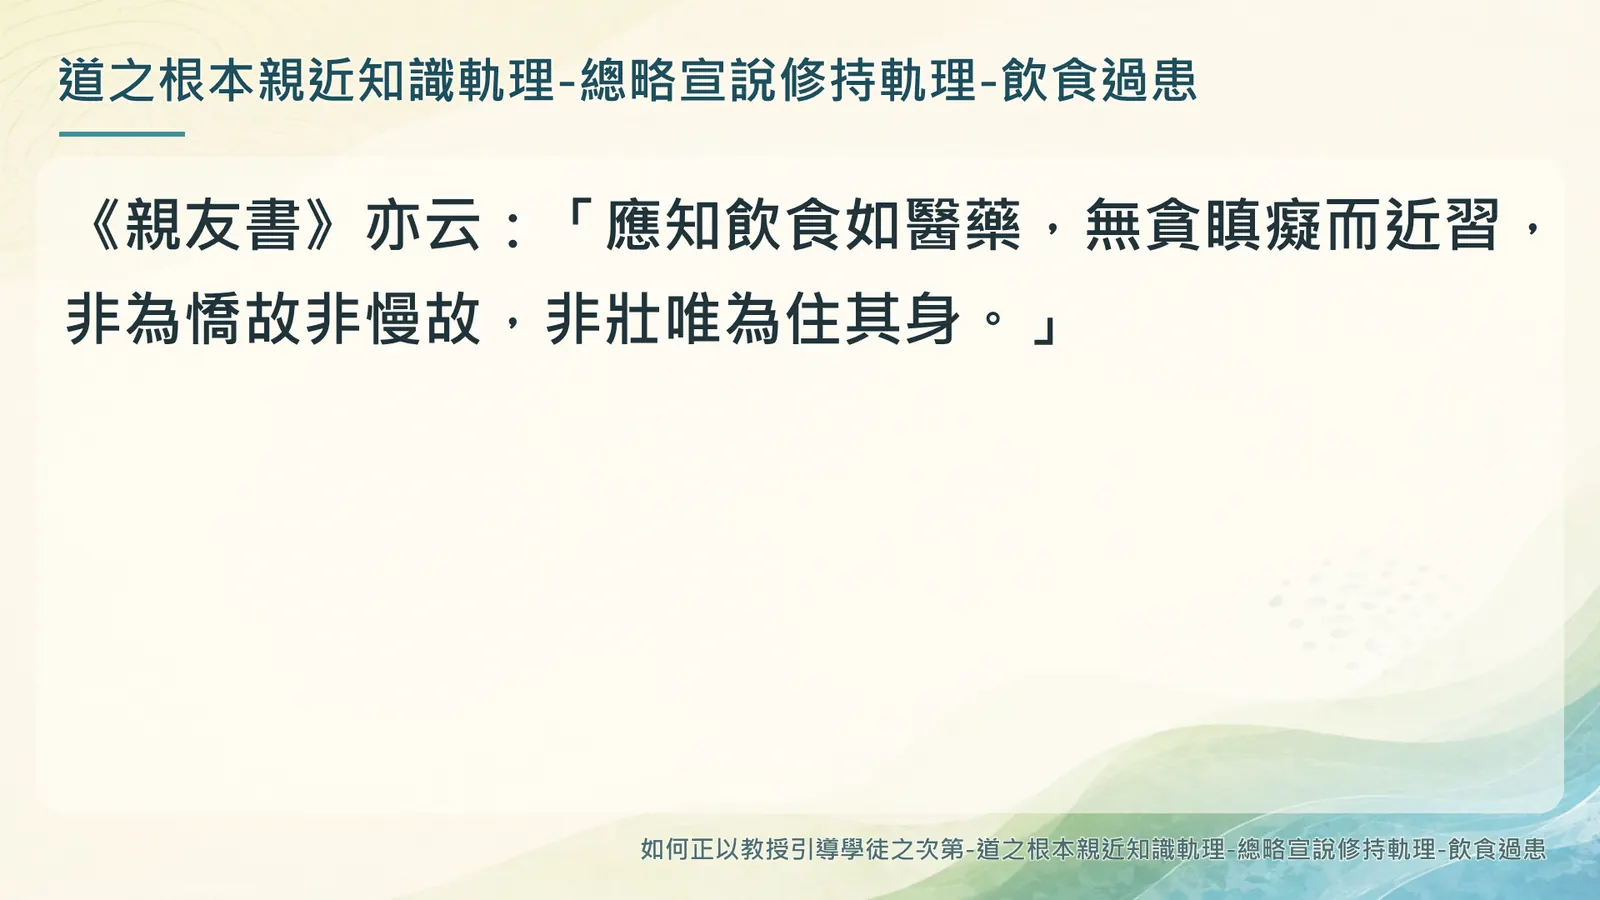 道之根本親近知識軌理-總略宣說修持軌理-飲食過患
《親友書》亦云：「應知飲食如醫藥，無貪瞋癡而近習，
非為憍故非慢故，非壯唯為住其身。」
如何正以教授引導學徒之次第-道之根本親近知識軌理-總略宣說修持軌理-飲食過患